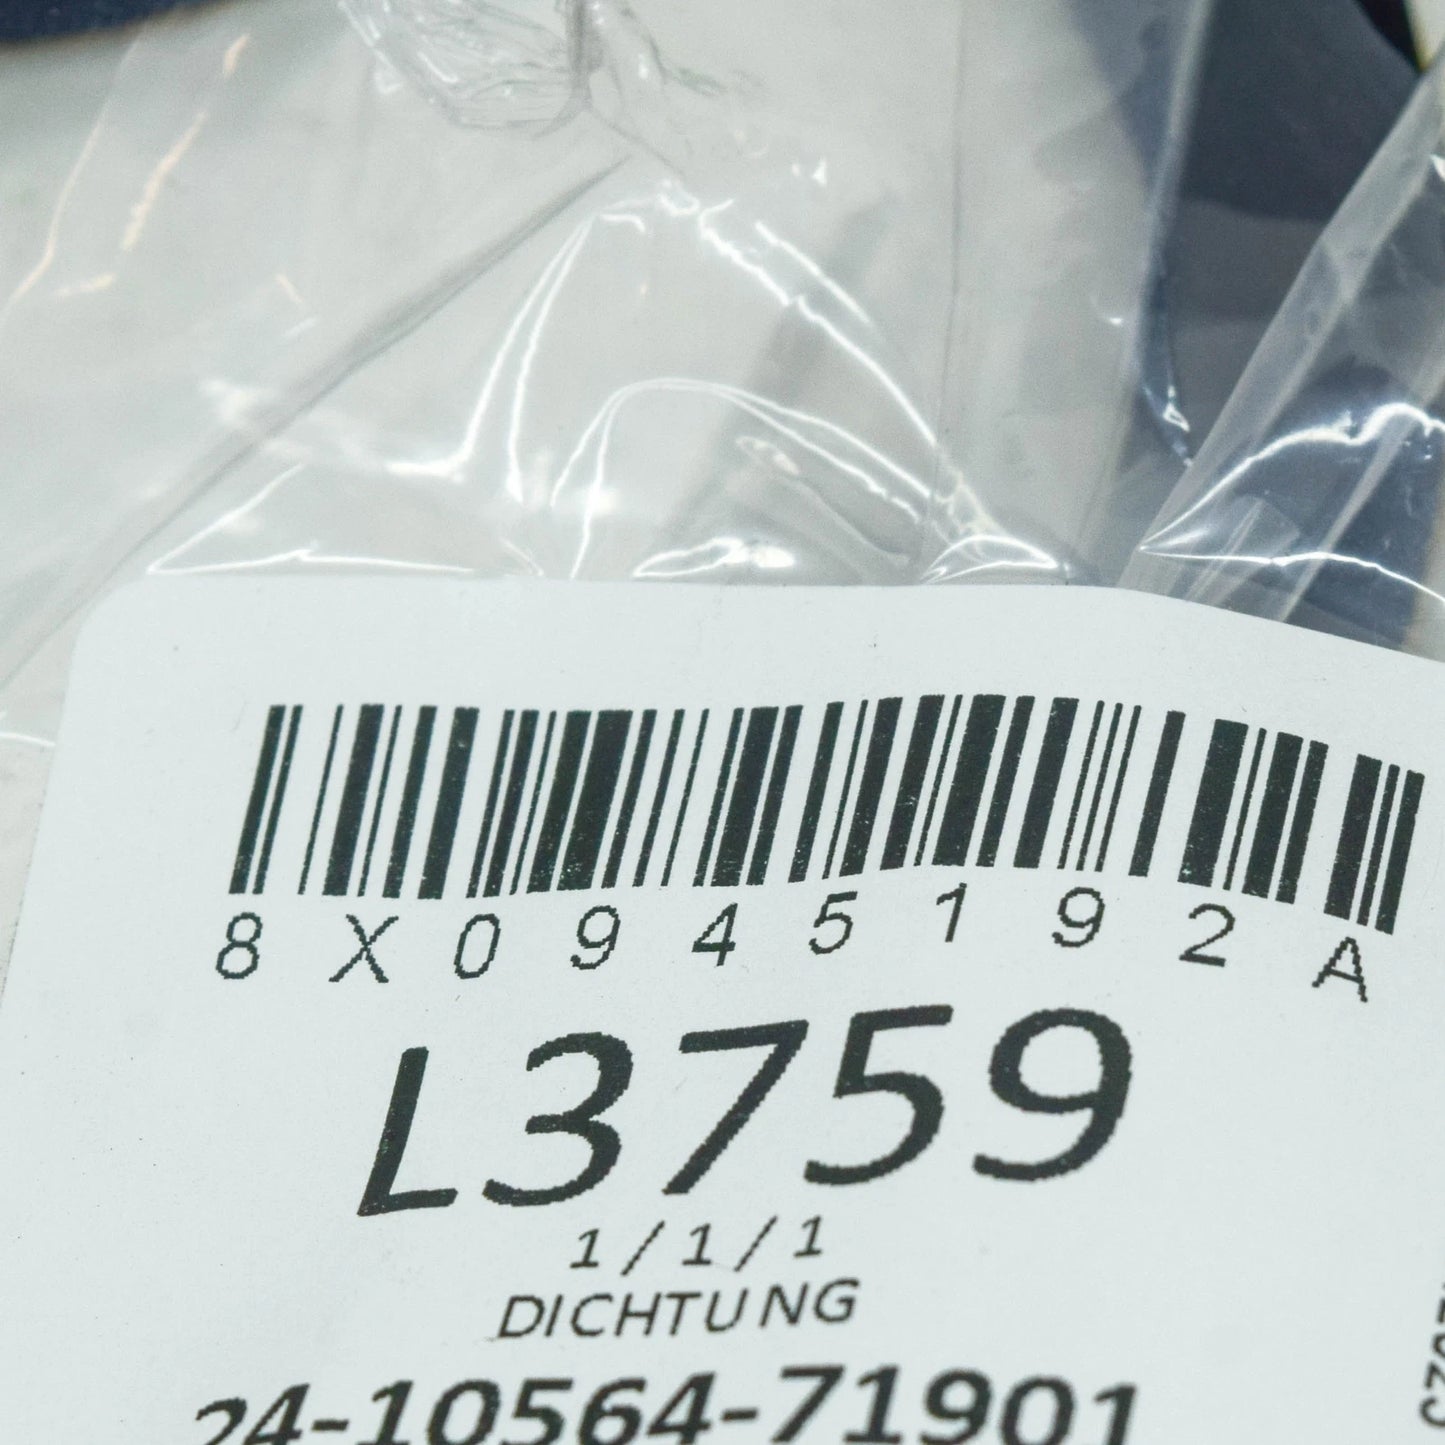 8X0945192A
L3759
1/1/1
DICHTUNG
24-10564-71901